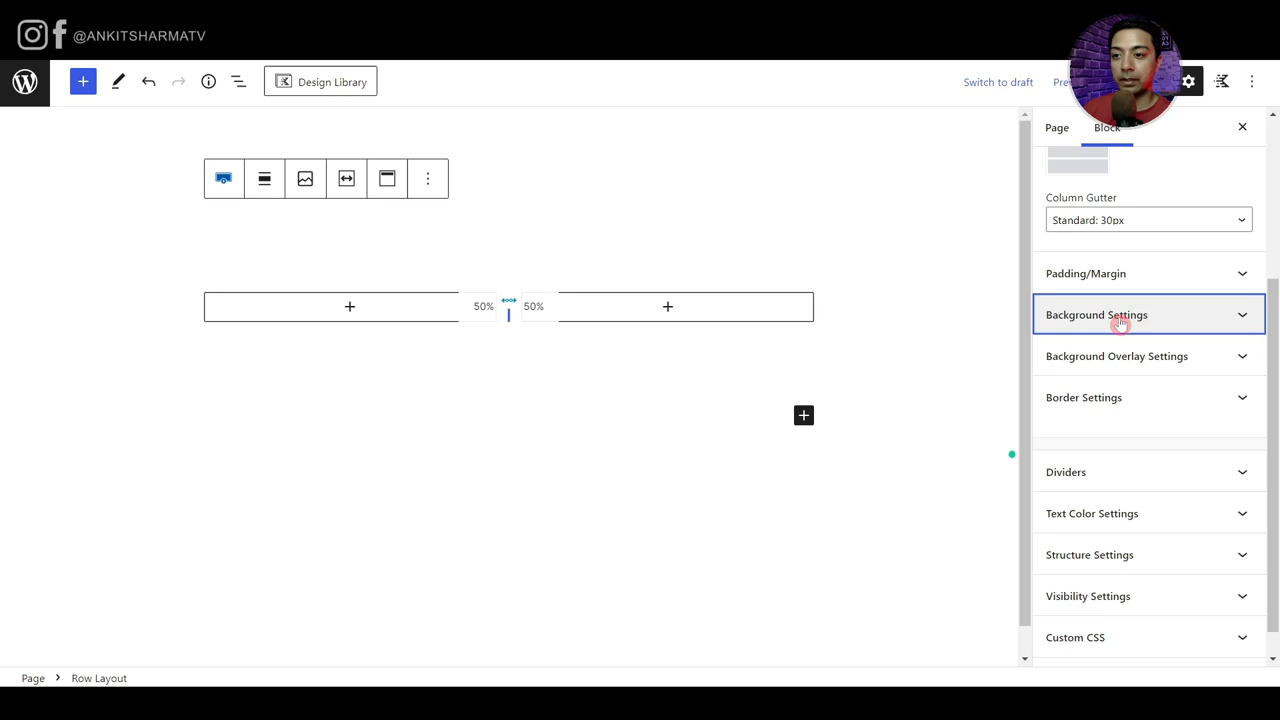 @ANKITSHARMATV
Design Library
Switch to draft
Page
Block
Column Gutter
Standard: 30px
Padding/Margin
50%
50%
Background Settings
Background Overlay Settings
Border Settings
Dividers
Text Color Settings
Structure Settings
Visibility Settings
Custom CSS
Page
Row Layout